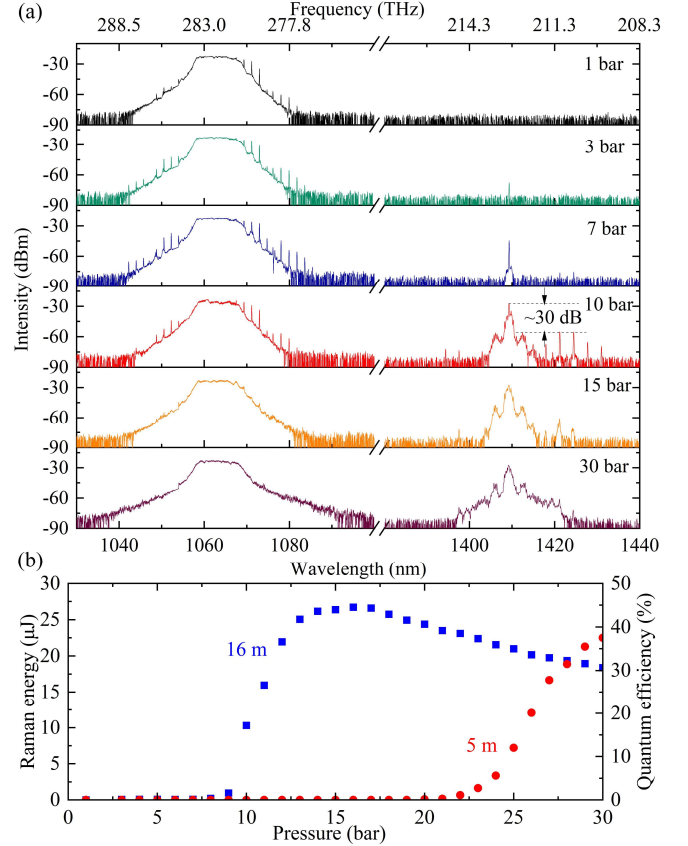 (a)
Frequency (THz)
288.5 283.0 277.8 214.3 211.3 208.3
-30 1 bar
-60
-90
-30 3 bar
-60
-90
-30 7 bar
-60
-90
-30 10 bar
~30 dB
-60
-90
-30 15 bar
-60
-90
-30 30 bar
-60
-90
Intensity (dBm)
1040 1060 1080 1400 1420 1440
Wavelength (nm)
(b)
30 50
25 40
20 30
15
10 20
5 10
0 0
16 m
5 m
Raman energy (μJ)
Quantum efficiency (%)
0 5 10 15 20 25 30
Pressure (bar)